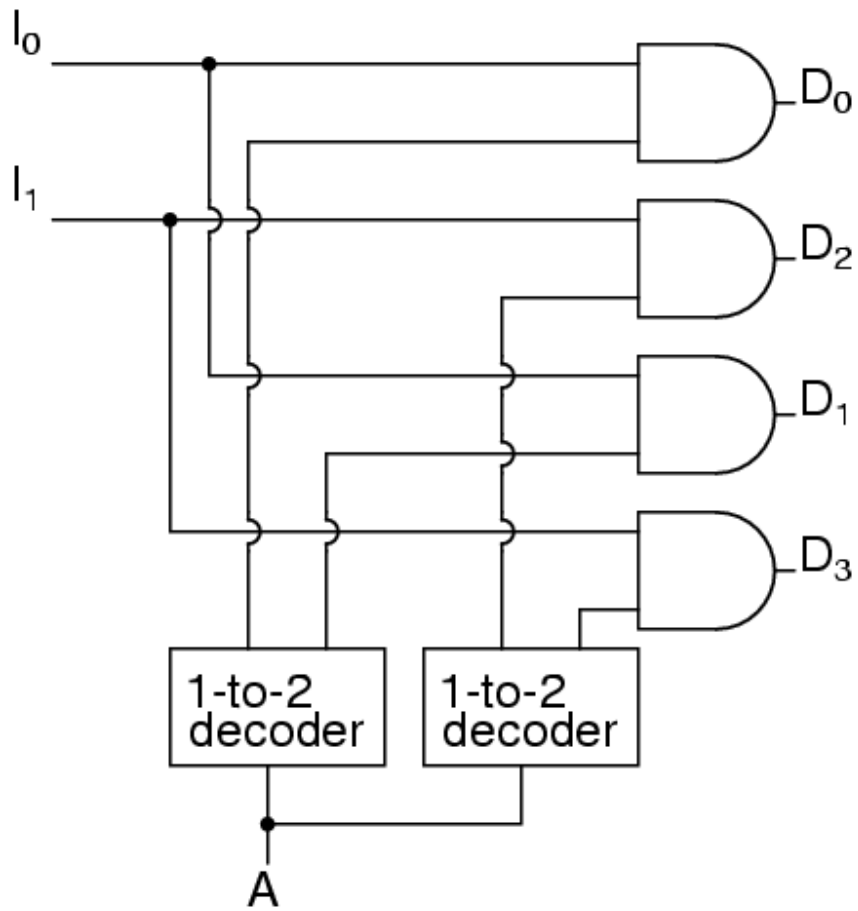 I₀
D₀
I₁
D₂
D₁
D₃
1-to-2
decoder
1-to-2
decoder
A